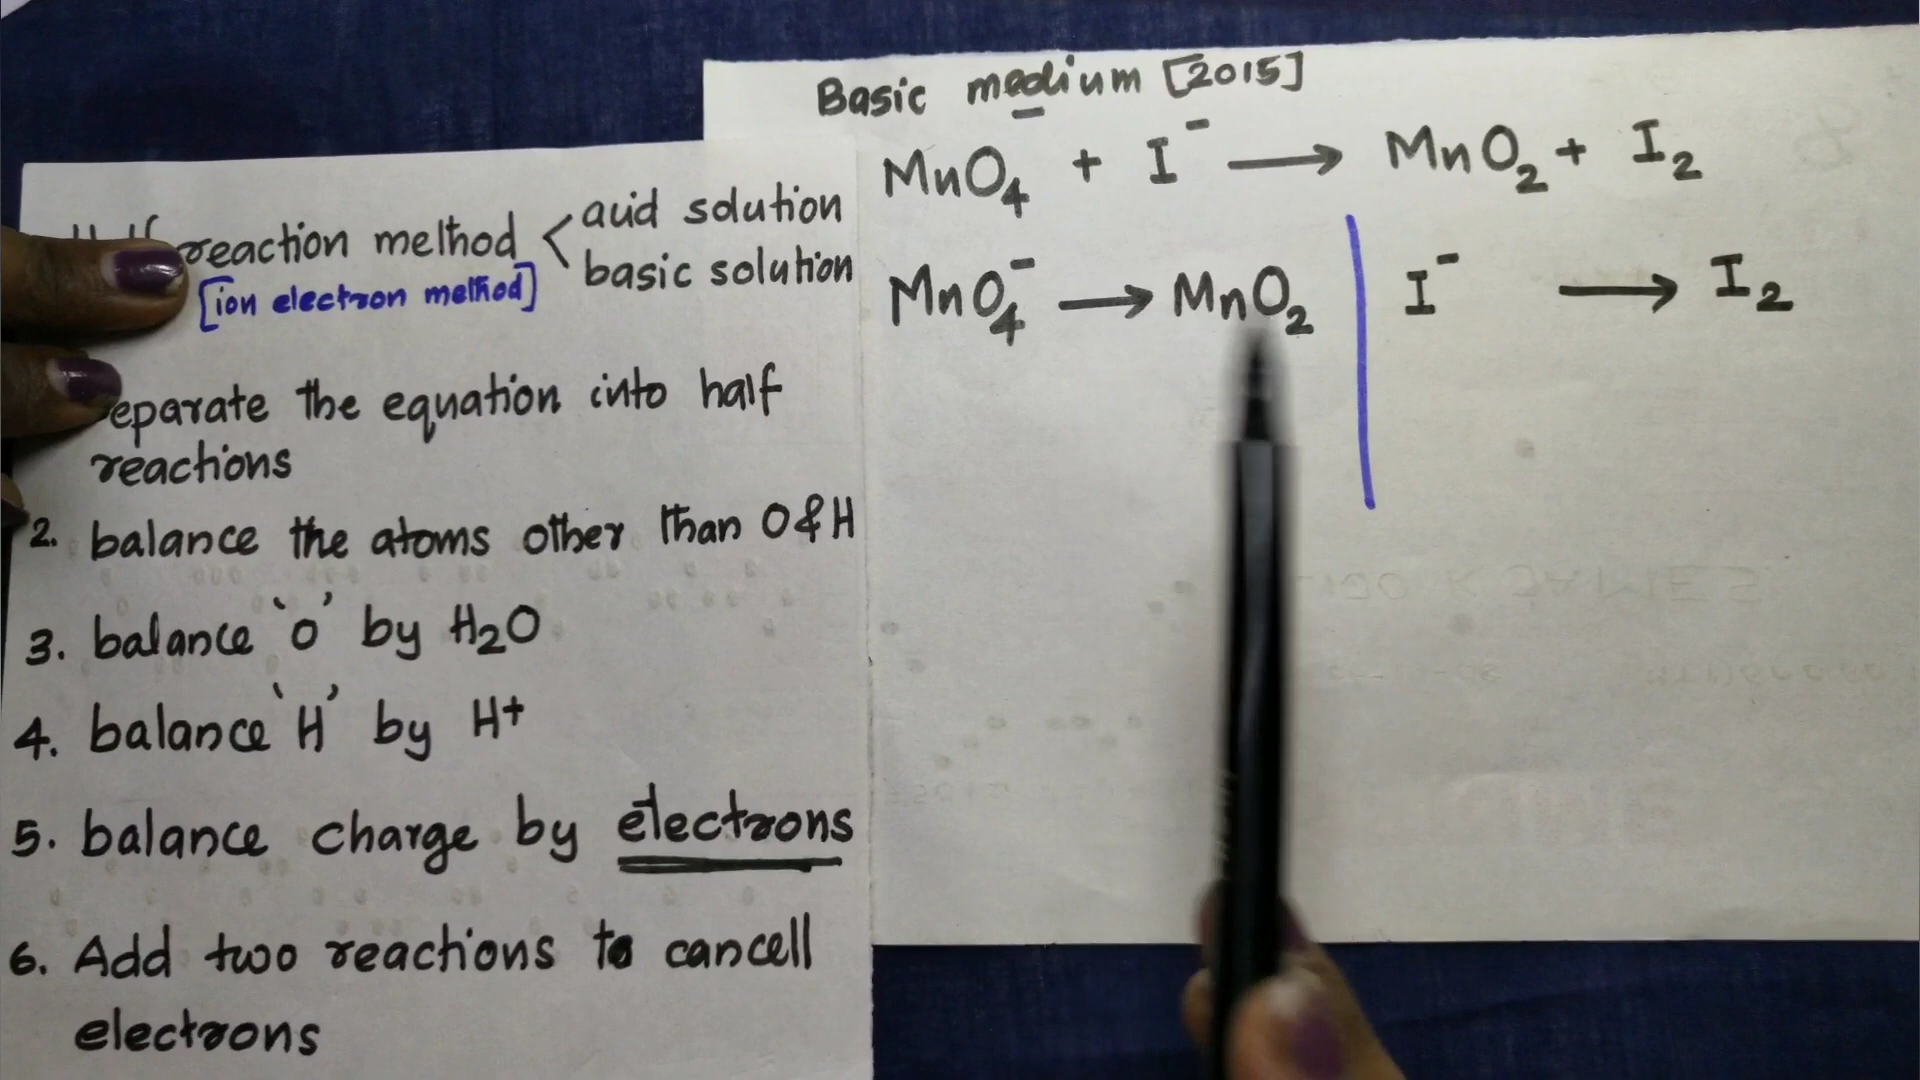 Basic medium [2015]
MnO₄⁻ + I⁻ → MnO₂ + I₂
MnO₄⁻ → MnO₂ | I⁻ → I₂
reaction method < acid solution
basic solution
[ion electron method]
eparate the equation into half
reactions
2. balance the atoms other than O & H
3. balance 'O' by H₂O
4. balance 'H' by H⁺
5. balance charge by electrons
6. Add two reactions to cancell
electrons